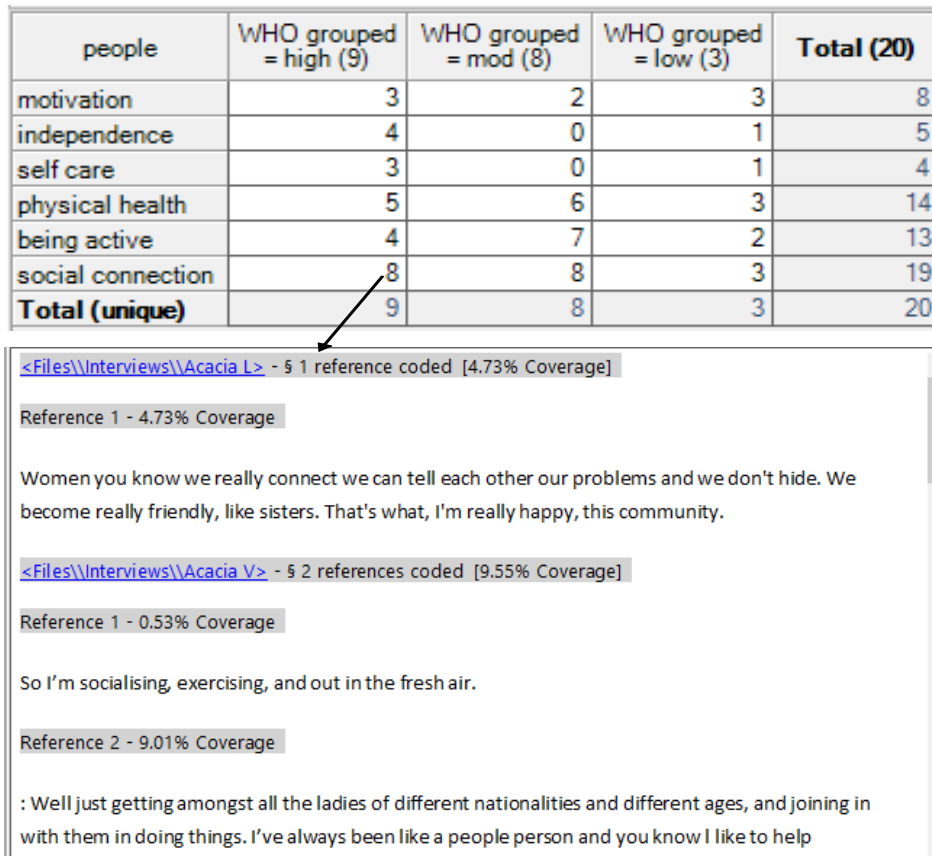 people WHO grouped = high (9) WHO grouped = mod (8) WHO grouped = low (3) Total (20)
motivation 3 2 3 8
independence 4 0 1 5
self care 3 0 1 4
physical health 5 6 3 14
being active 4 7 2 13
social connection 8 8 3 19
Total (unique) 9 8 3 20
<Files\\Interviews\\Acacia L> - § 1 reference coded [4.73% Coverage]
Reference 1 - 4.73% Coverage
Women you know we really connect we can tell each other our problems and we don't hide. We
become really friendly, like sisters. That's what, I'm really happy, this community.
<Files\\Interviews\\Acacia V> - § 2 references coded [9.55% Coverage]
Reference 1 - 0.53% Coverage
So I'm socialising, exercising, and out in the fresh air.
Reference 2 - 9.01% Coverage
: Well just getting amongst all the ladies of different nationalities and different ages, and joining in
with them in doing things. I've always been like a people person and you know I like to help